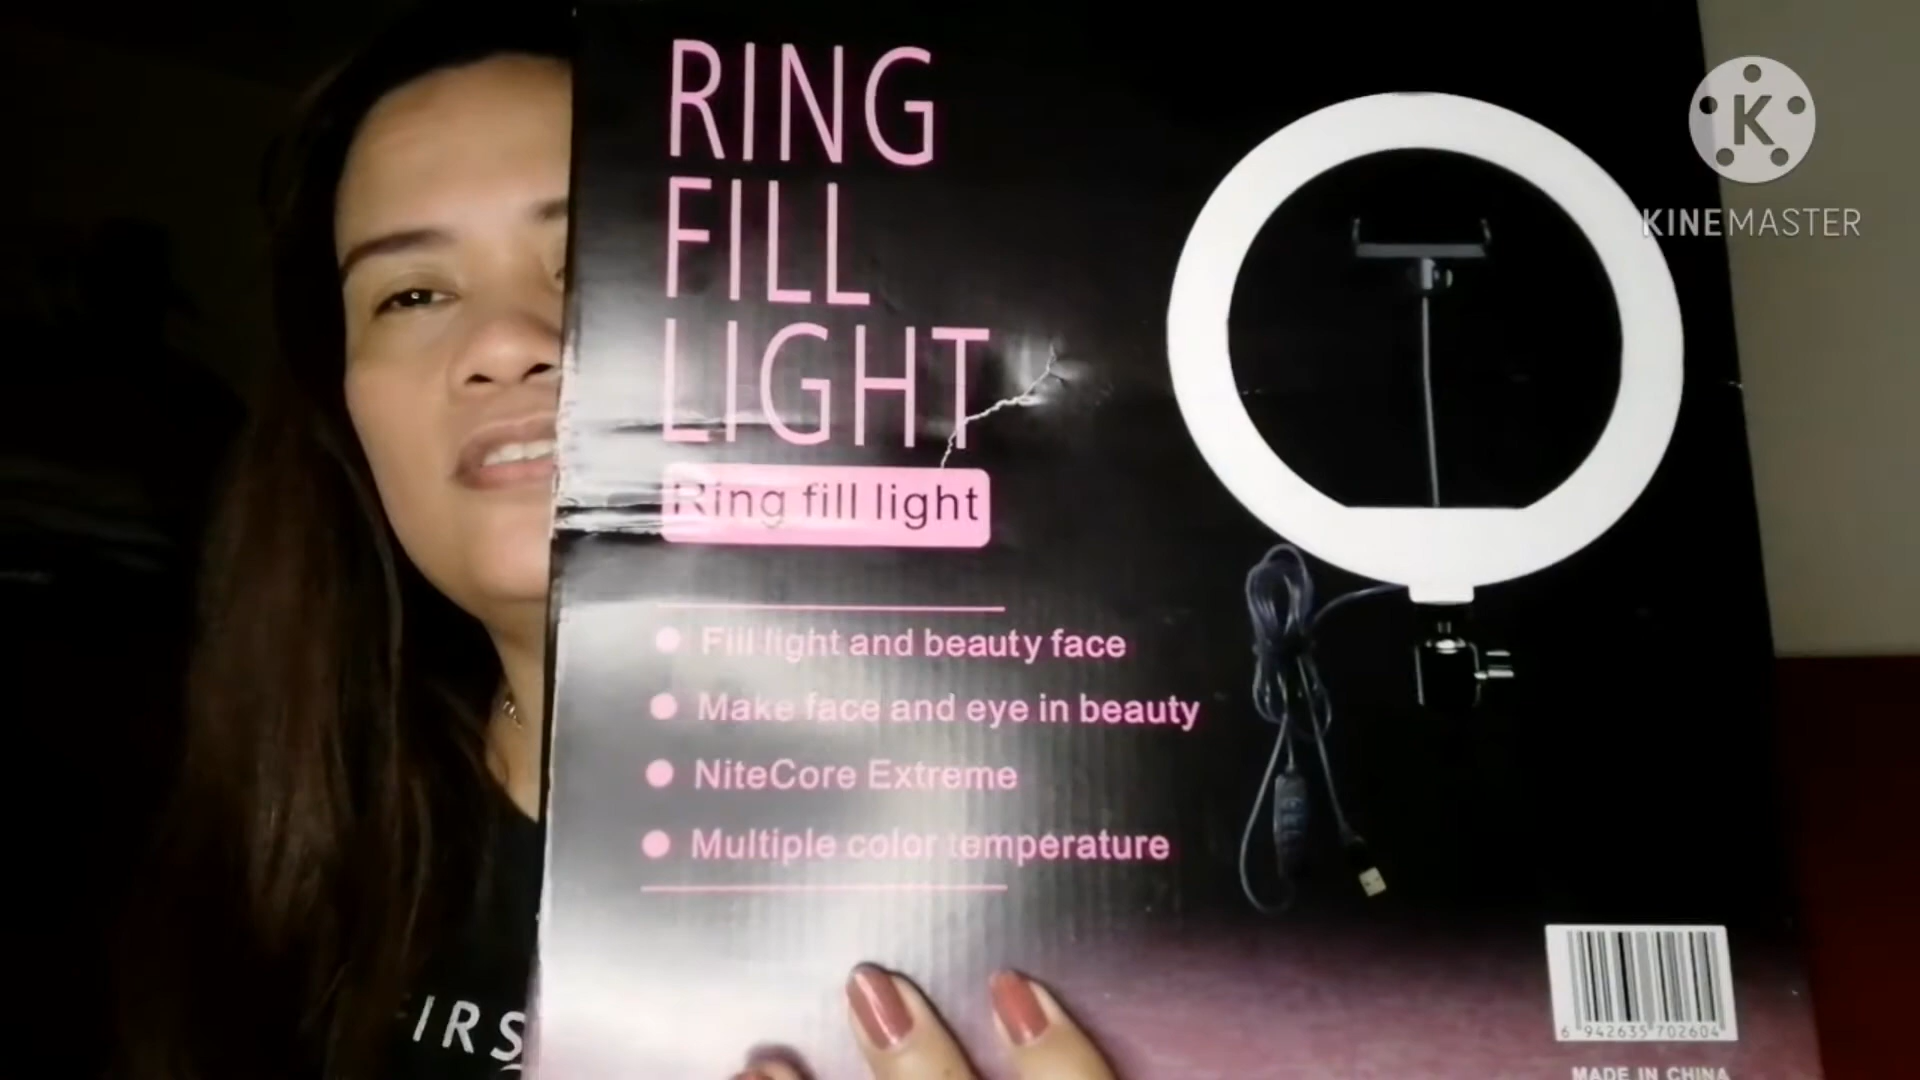 RING
FILL
LIGHT
Ring fill light
Fill light and beauty face
Make face and eye in beauty
NiteCore Extreme
Multiple color temperature
K
KINEMASTER
6 942635 702604
MADE IN CHINA
IRS